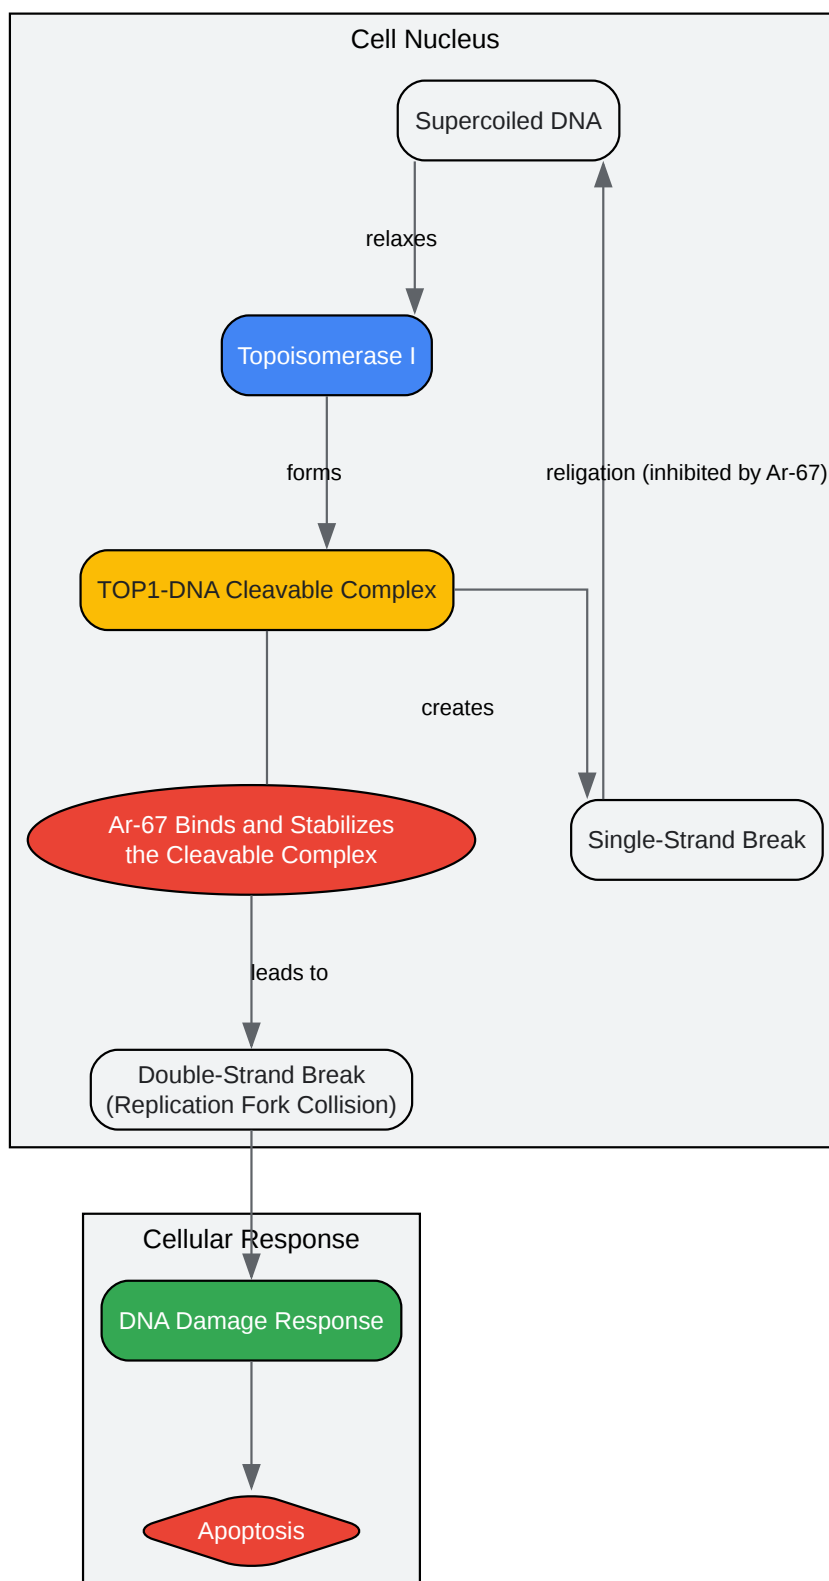 Cell Nucleus
Supercoiled DNA
relaxes
Topoisomerase I
forms
religation (inhibited by Ar-67)
TOP1-DNA Cleavable Complex
creates
Ar-67 Binds and Stabilizes
the Cleavable Complex
Single-Strand Break
leads to
Double-Strand Break
(Replication Fork Collision)
Cellular Response
DNA Damage Response
Apoptosis